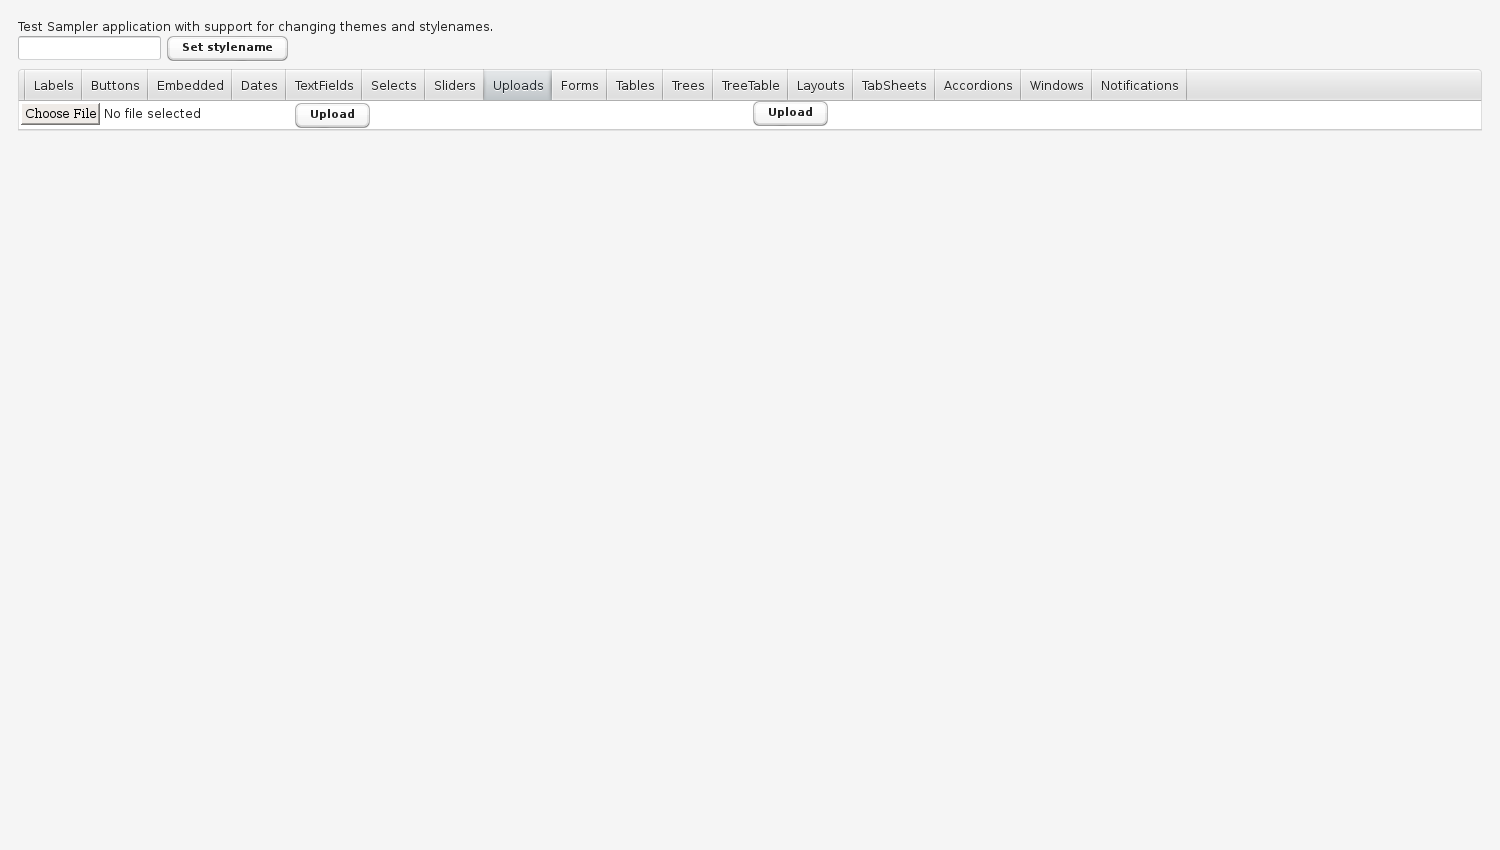 Test Sampler application with support for changing themes and stylenames.
Set stylename
Labels Buttons Embedded Dates TextFields Selects Sliders Uploads Forms Tables Trees TreeTable Layouts TabSheets Accordions Windows Notifications
Choose File No file selected Upload Upload